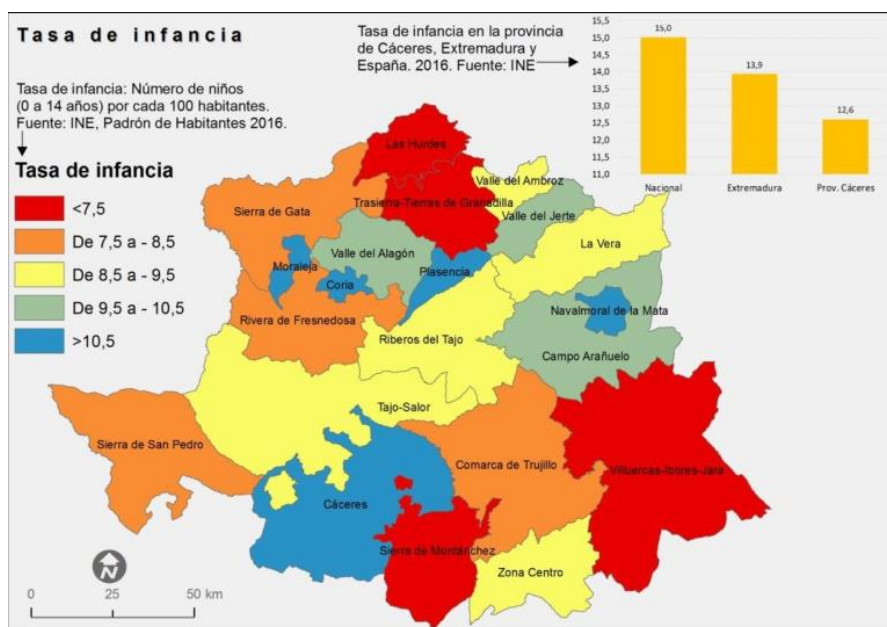 Tasa de infancia
Tasa de infancia: Número de niños
(0 a 14 años) por cada 100 habitantes.
Fuente: INE, Padrón de Habitantes 2016.
Tasa de infancia
<7,5
De 7,5 a - 8,5
De 8,5 a - 9,5
De 9,5 a - 10,5
>10,5
Tasa de infancia en la provincia
de Cáceres, Extremadura y
España. 2016. Fuente: INE
15,5
15,0
14,5
14,0
13,5
13,0
12,5
12,0
11,5
11,0
15,0
13,9
12,6
Nacional
Extremadura
Prov. Cáceres
Las Hurdes
Valle del Ambroz
Trasierra-Tierras de Granadilla
Sierra de Gata
Valle del Jerte
La Vera
Valle del Alagón
Moraleja
Plasencia
Coria
Navalmoral de la Mata
Rivera de Fresnedosa
Riberos del Tajo
Campo Arañuelo
Tajo-Salor
Sierra de San Pedro
Comarca de Trujillo
Villuercas-Ibores-Jara
Cáceres
Sierra de Montánchez
Zona Centro
N
0 25 50 km